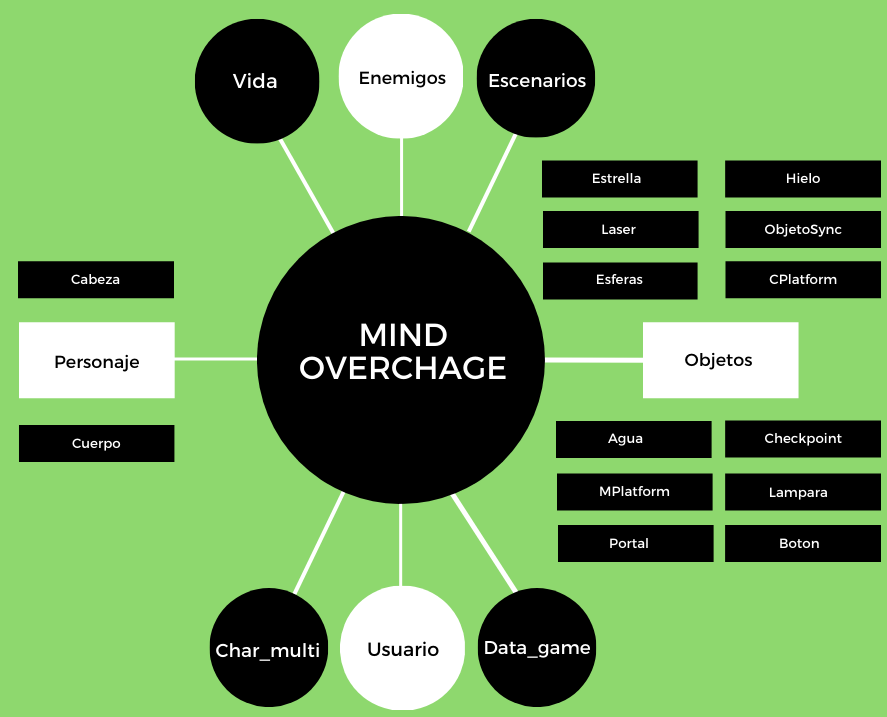 Vida
Enemigos
Escenarios
Estrella
Hielo
Laser
ObjetoSync
Esferas
CPlatform
Cabeza
Personaje
Cuerpo
MIND
OVERCHAGE
Objetos
Agua
Checkpoint
MPlatform
Lampara
Portal
Boton
Char_multi
Usuario
Data_game